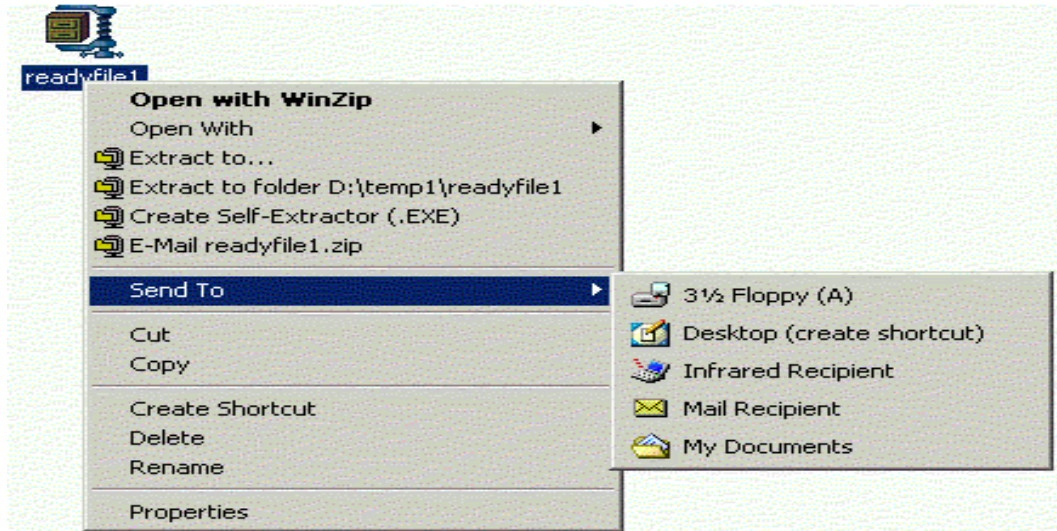 readyfile1
Open with WinZip
Open With
Extract to...
Extract to folder D:\temp1\readyfile1
Create Self-Extractor (.EXE)
E-Mail readyfile1.zip
Send To
3½ Floppy (A)
Desktop (create shortcut)
Infrared Recipient
Mail Recipient
My Documents
Cut
Copy
Create Shortcut
Delete
Rename
Properties